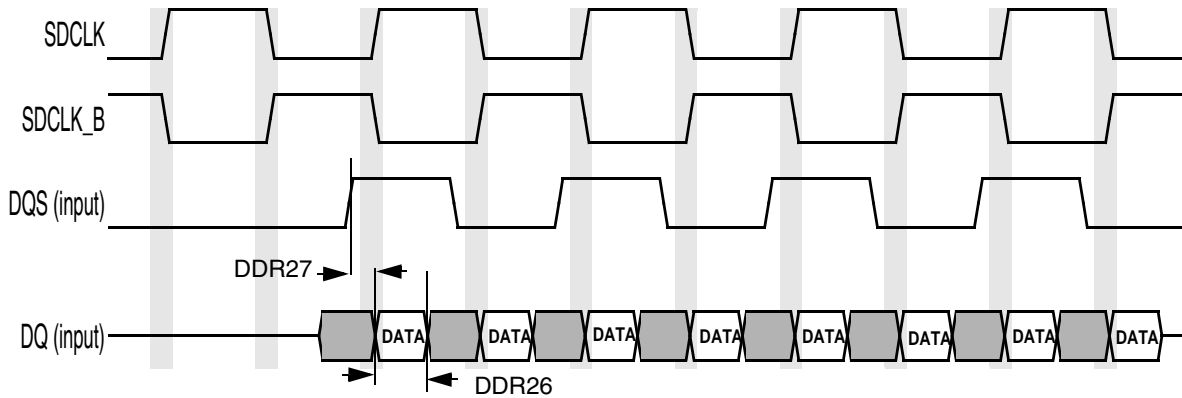 SDCLK
SDCLK_B
DQS (input)
DDR27
DQ (input)
DATA DATA DATA DATA DATA DATA DATA DATA
DDR26